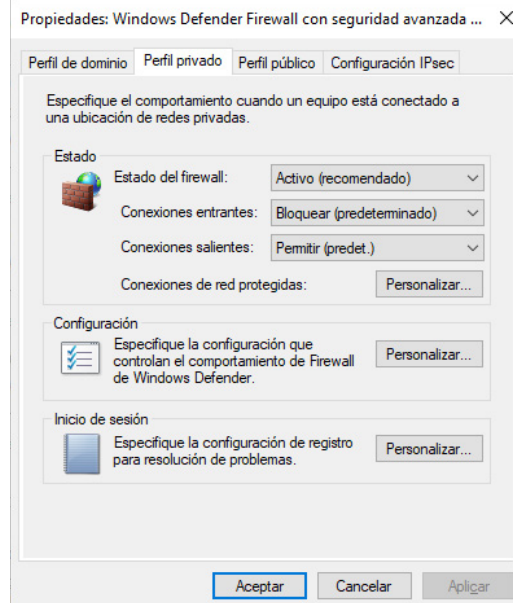 Propiedades: Windows Defender Firewall con seguridad avanzada ...
Perfil de dominio Perfil privado Perfil público Configuración IPsec
Especifique el comportamiento cuando un equipo está conectado a
una ubicación de redes privadas.
Estado
Estado del firewall: Activo (recomendado)
Conexiones entrantes: Bloquear (predeterminado)
Conexiones salientes: Permitir (predet.)
Conexiones de red protegidas: Personalizar...
Configuración
Especifique la configuración que
controlan el comportamiento de Firewall
de Windows Defender.
Personalizar...
Inicio de sesión
Especifique la configuración de registro
para resolución de problemas.
Personalizar...
Aceptar Cancelar Aplicar